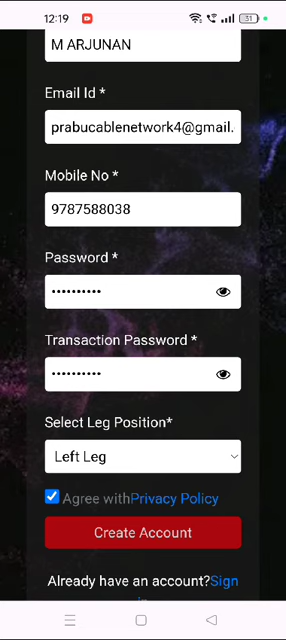 12:19
31
M ARJUNAN
Email Id *
prabucablenetwork4@gmail.
Mobile No *
9787588038
Password *
••••••••••
Transaction Password *
••••••••••
Select Leg Position*
Left Leg
Agree withPrivacy Policy
Create Account
Already have an account?Sign